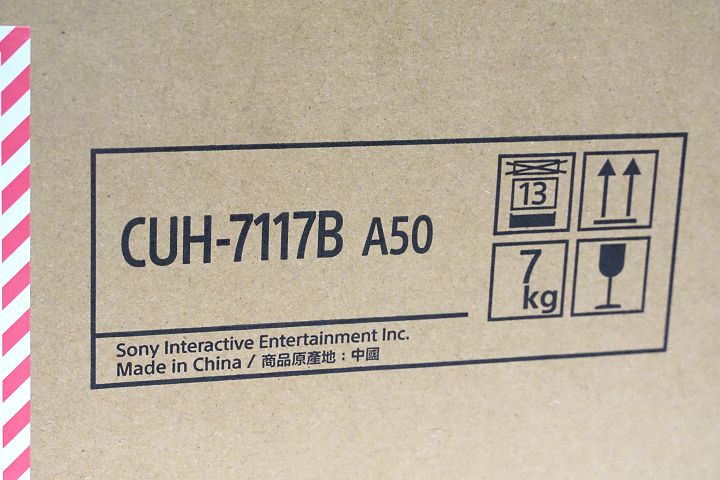 CUH-7117B A50
13
7
kg
Sony Interactive Entertainment Inc.
Made in China / 商品原產地：中國